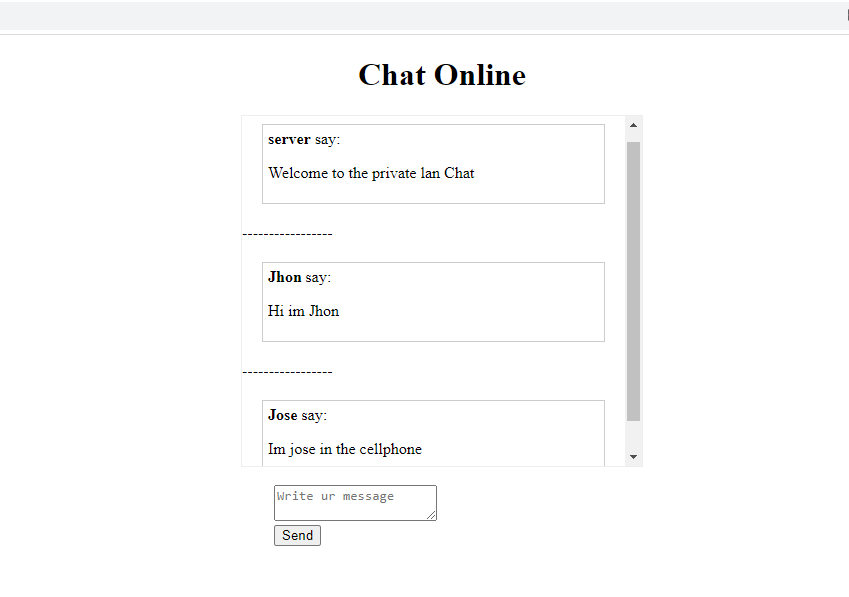 Chat Online
server say:
Welcome to the private lan Chat
-----------------
Jhon say:
Hi im Jhon
-----------------
Jose say:
Im jose in the cellphone
Write ur message
Send